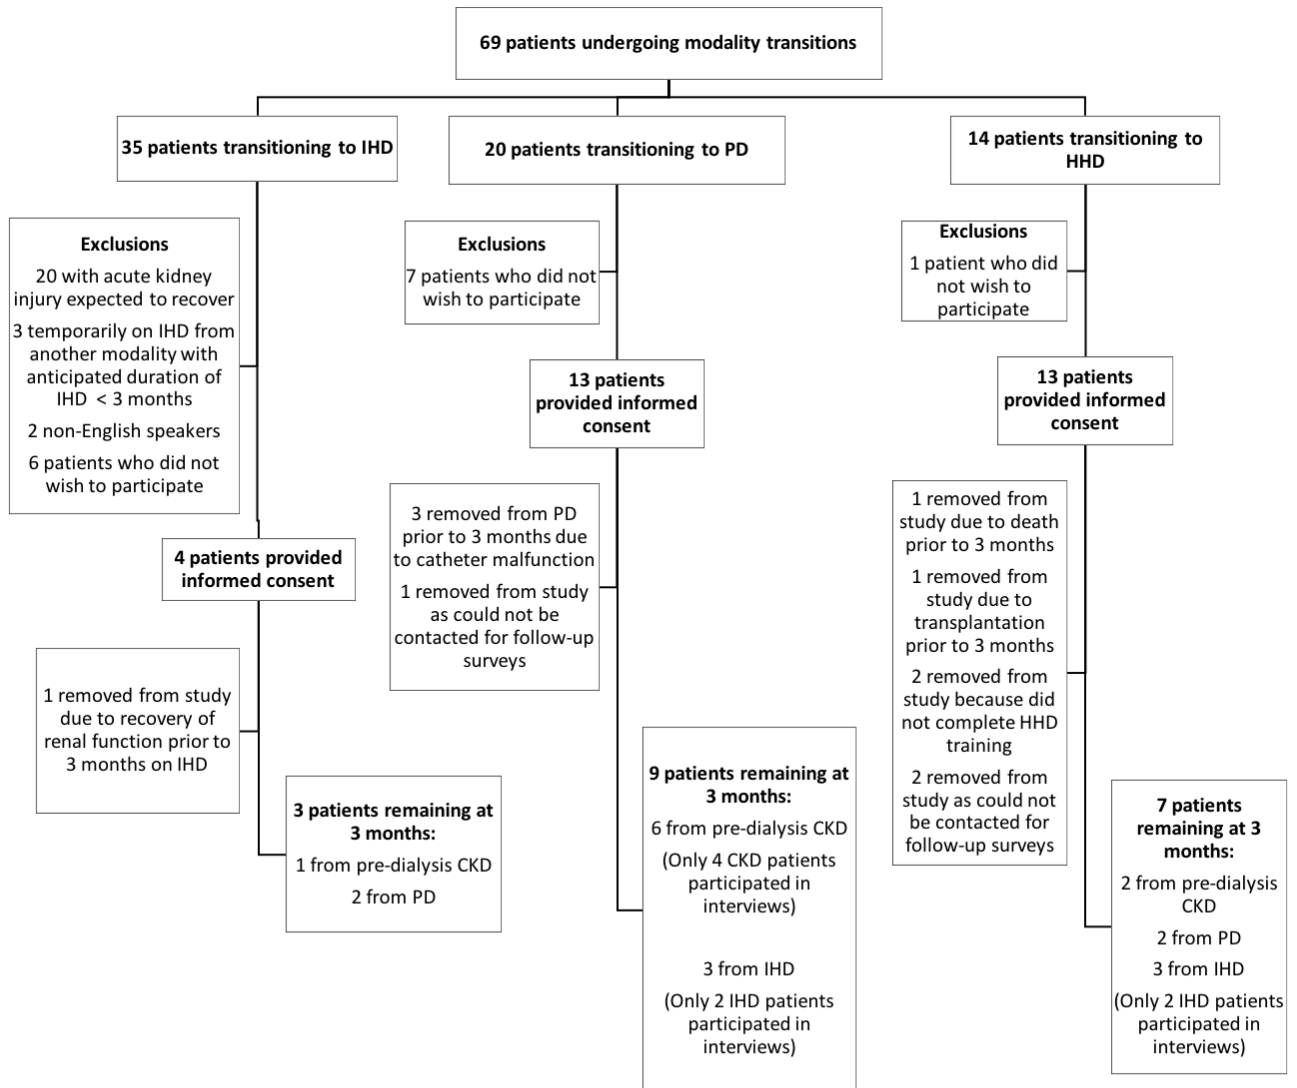 69 patients undergoing modality transitions
35 patients transitioning to IHD
Exclusions
20 with acute kidney
injury expected to recover
3 temporarily on IHD from
another modality with
anticipated duration of
IHD < 3 months
2 non-English speakers
6 patients who did not
wish to participate
4 patients provided
informed consent
1 removed from study
due to recovery of
renal function prior to
3 months on IHD
3 patients remaining at
3 months:
1 from pre-dialysis CKD
2 from PD
20 patients transitioning to PD
Exclusions
7 patients who did not
wish to participate
13 patients
provided informed
consent
3 removed from PD
prior to 3 months due
to catheter malfunction
1 removed from study
as could not be
contacted for follow-up
surveys
9 patients remaining at
3 months:
6 from pre-dialysis CKD
(Only 4 CKD patients
participated in
interviews)
3 from IHD
(Only 2 IHD patients
participated in
interviews)
14 patients transitioning to
HHD
Exclusions
1 patient who did
not wish to
participate
13 patients
provided informed
consent
1 removed from
study due to death
prior to 3 months
1 removed from
study due to
transplantation
prior to 3 months
2 removed from
study because did
not complete HHD
training
2 removed from
study as could not
be contacted for
follow-up surveys
7 patients
remaining at 3
months:
2 from pre-dialysis
CKD
2 from PD
3 from IHD
(Only 2 IHD patients
participated in
interviews)